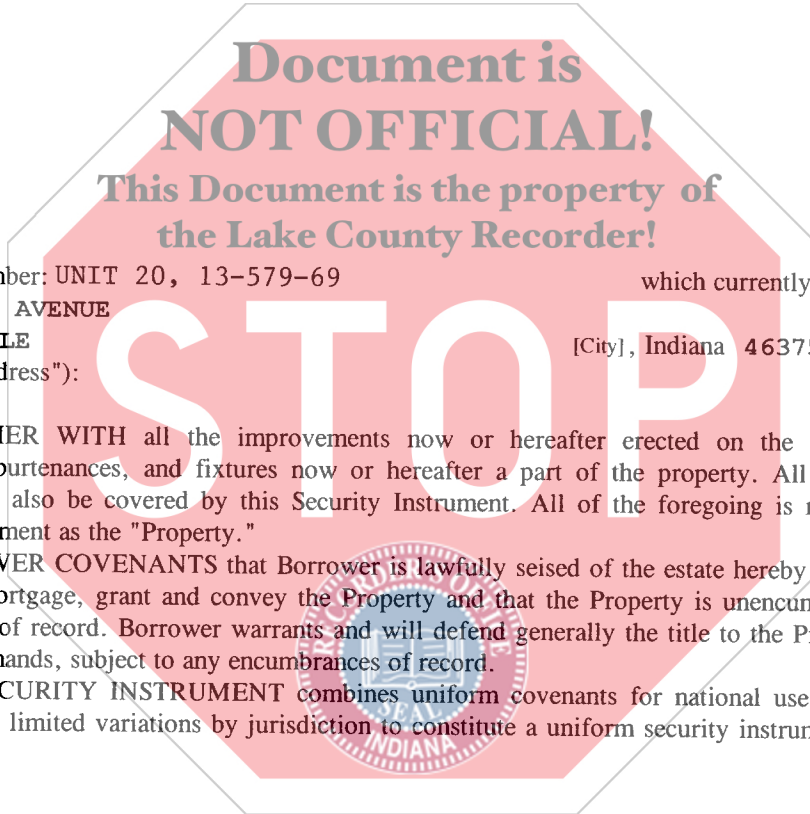 Document is
NOT OFFICIAL!
This Document is the property of
the Lake County Recorder!
nber: UNIT 20, 13-579-69 which currently
AVENUE
LE [City], Indiana 4637
dress"):
STOP
IER WITH all the improvements now or hereafter erected on the
purtenances, and fixtures now or hereafter a part of the property. All
also be covered by this Security Instrument. All of the foregoing is
ment as the "Property."
VER COVENANTS that Borrower is lawfully seised of the estate hereby
ortgage, grant and convey the Property and that the Property is unencum
of record. Borrower warrants and will defend generally the title to the P
nands, subject to any encumbrances of record.
CURITY INSTRUMENT combines uniform covenants for national use
limited variations by jurisdiction to constitute a uniform security instrum
SEAL
INDIANA